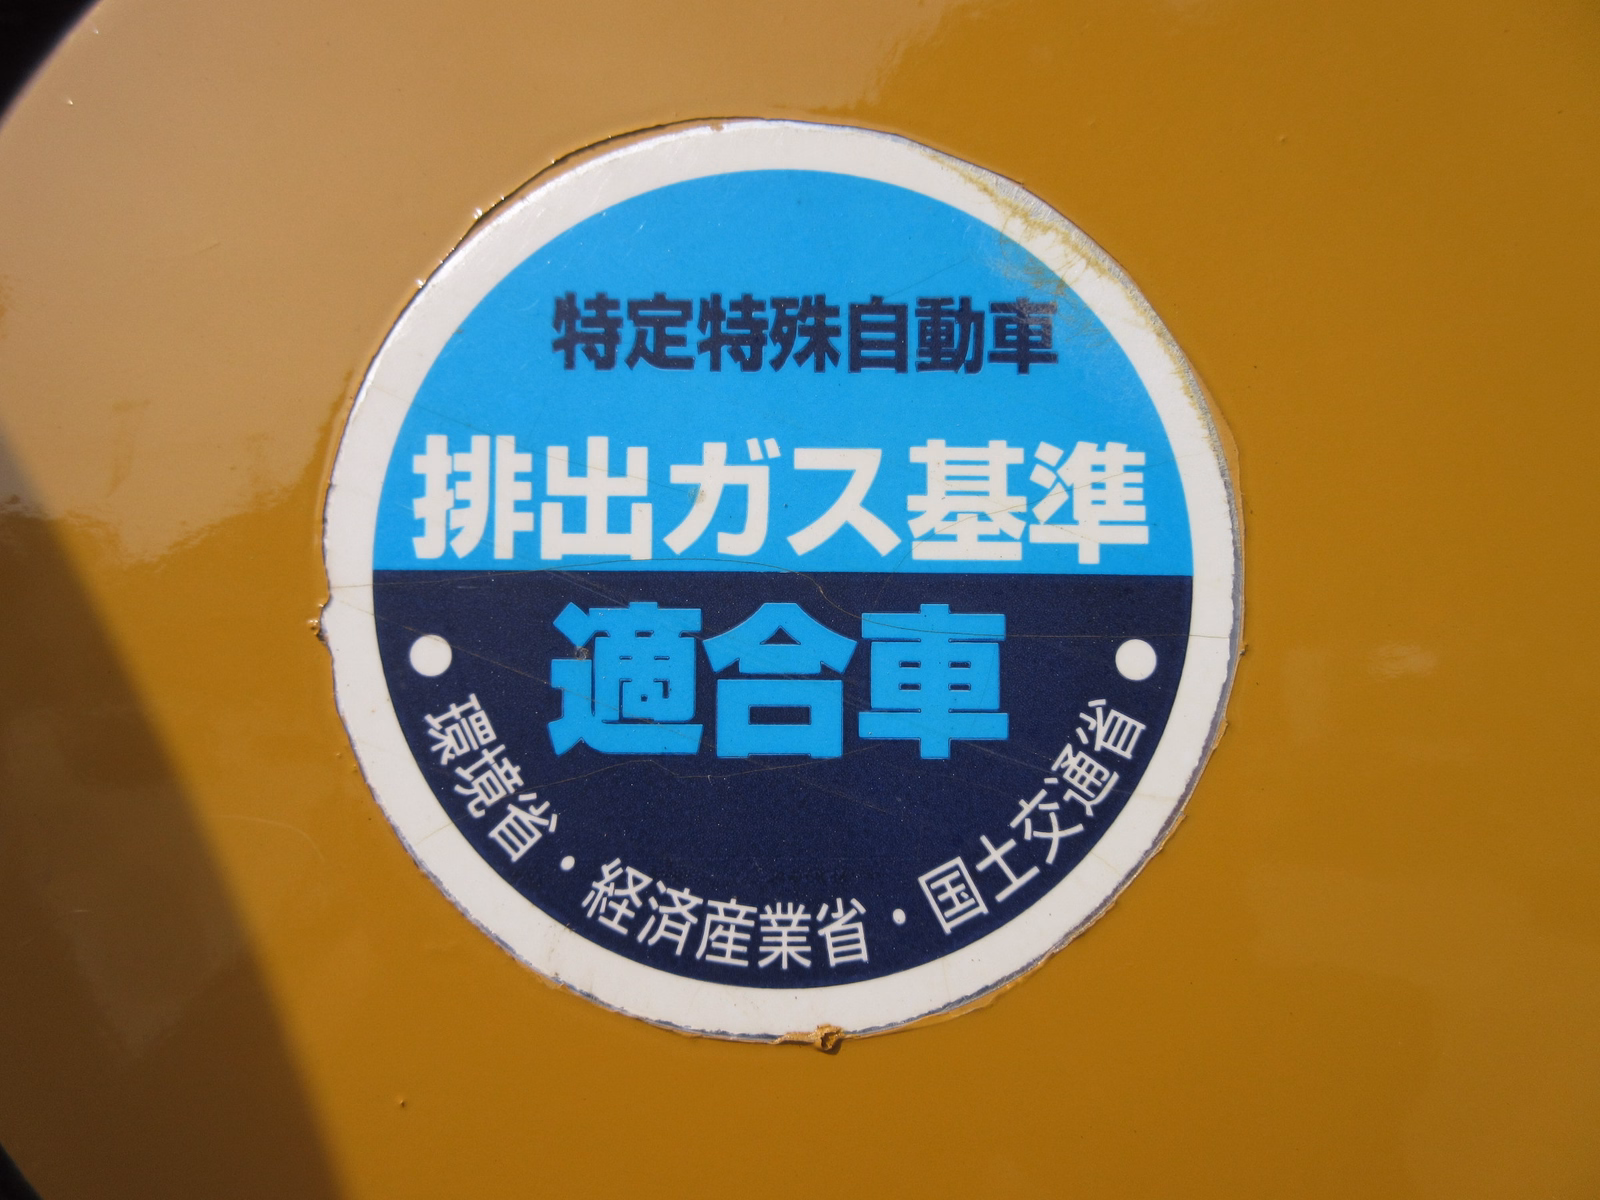 特定特殊自動車
排出ガス基準
適合車
環境省・経済産業省・国土交通省